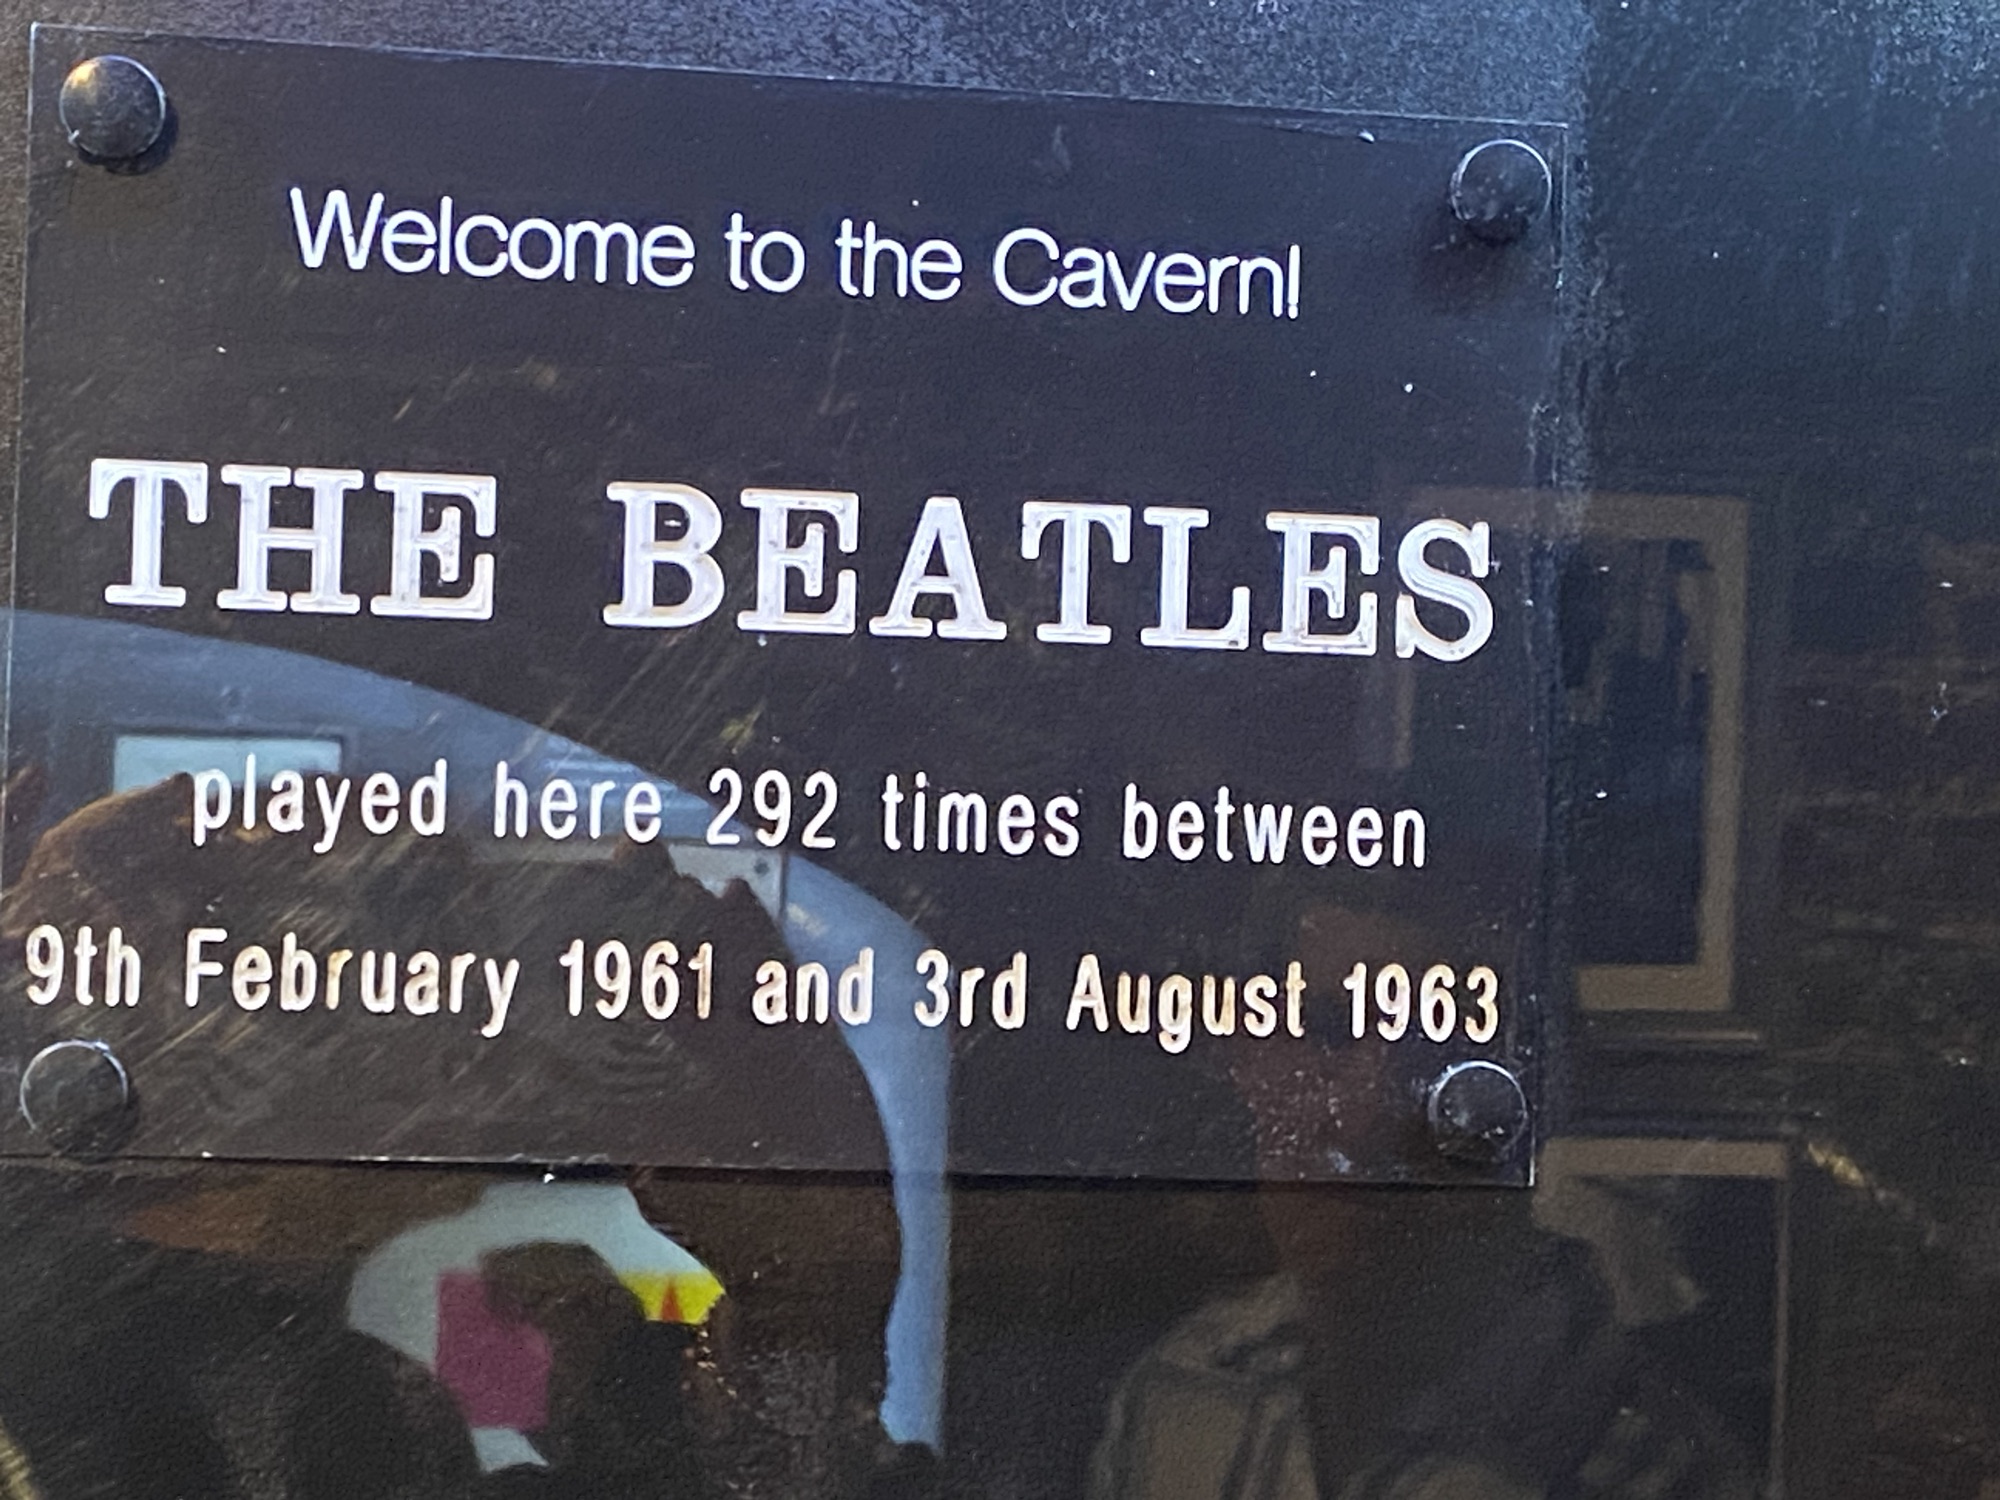 Welcome to the Cavern!
THE BEATLES
played here 292 times between
9th February 1961 and 3rd August 1963